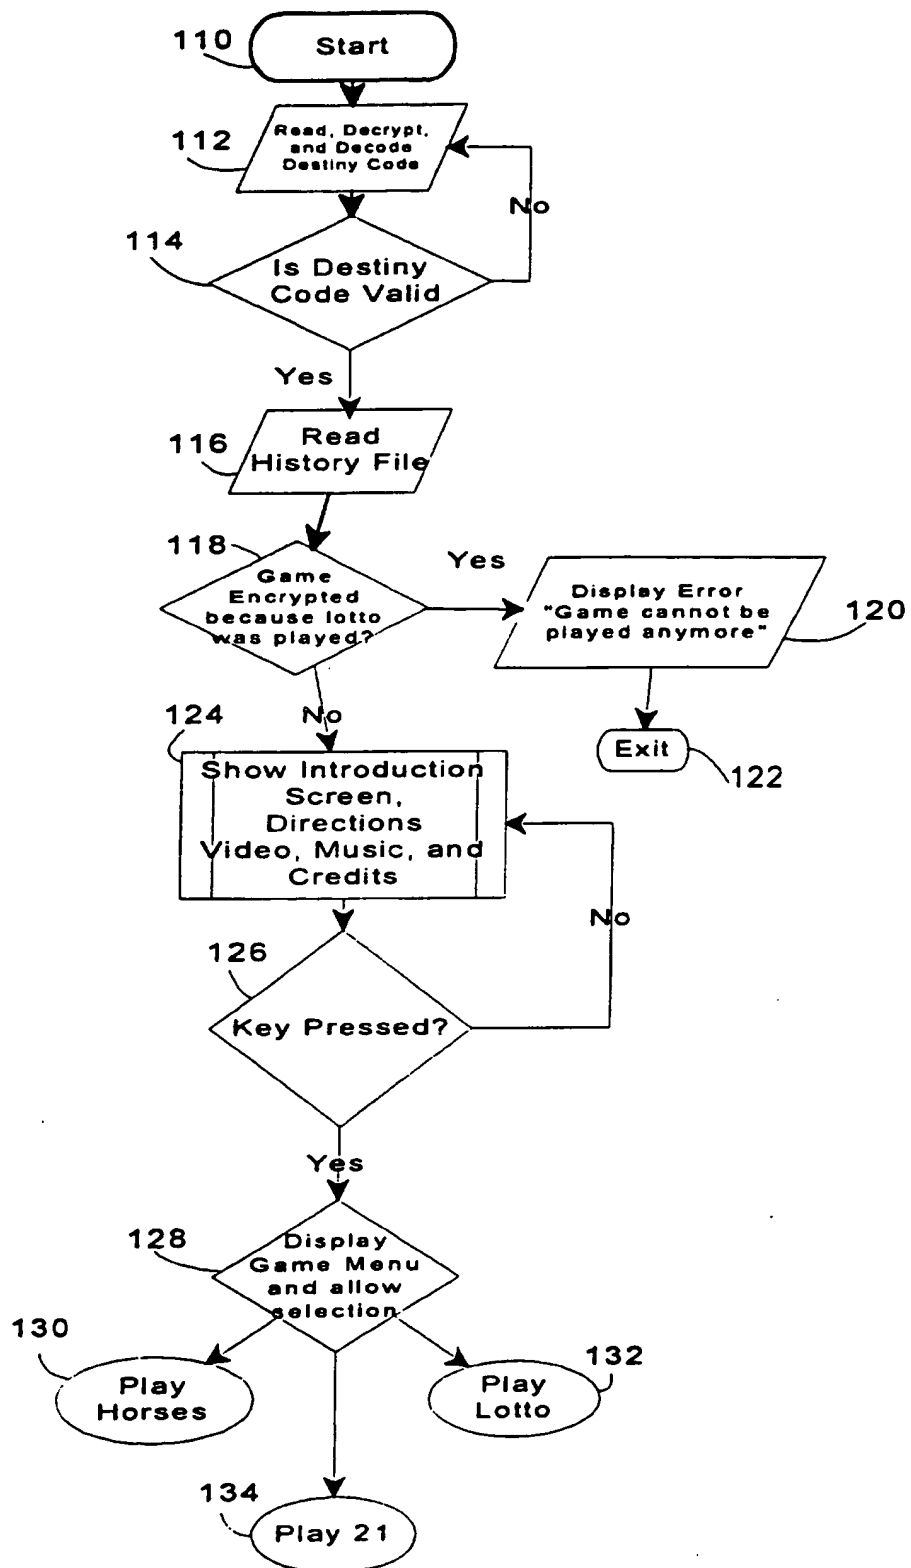 110
Start
112
Read, Decrypt,
and Decode
Destiny Code
No
114
Is Destiny
Code Valid
Yes
116
Read
History File
118
Game
Encrypted
because lotto
was played?
Yes
Display Error
"Game cannot be
played anymore"
120
Exit
122
No
124
Show Introduction
Screen,
Directions
Video, Music, and
Credits
No
126
Key Pressed?
Yes
128
Display
Game Menu
and allow
selection
130
Play
Horses
Play
Lotto
132
134
Play 21